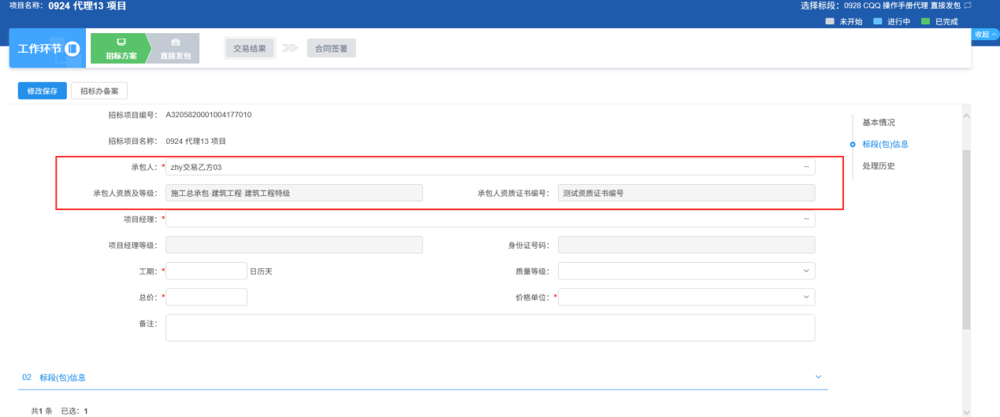 项目名称: 0924 代理13 项目
选择标段: 0928 CQQ 操作手册代理 直接发包
未开始 进行中 已完成
收起
工作环节
招标方案
直接发包
交易结果
合同签署
修改保存
招标办备案
招标项目编号: A3205820001004177010
招标项目名称: 0924 代理13 项目
承包人: * zhy交易乙方03 ...
承包人资质及等级: 施工总承包·建筑工程·建筑工程特级
承包人资质证书编号: 测试资质证书编号
项目经理: * ...
项目经理等级:
身份证号码:
工期: * 日历天
质量等级:
总价: *
价格单位: *
备注:
基本情况
标段(包)信息
处理历史
02 标段(包)信息
共1 条 已选: 1